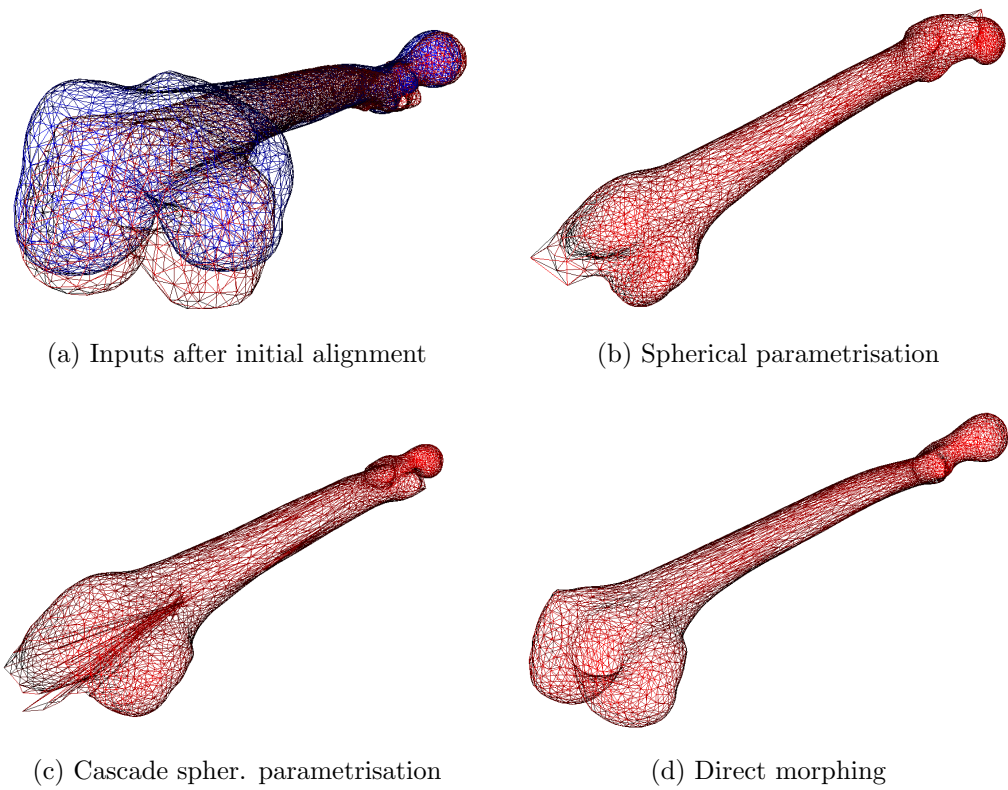 (a) Inputs after initial alignment
(b) Spherical parametrisation
(c) Cascade spher. parametrisation
(d) Direct morphing